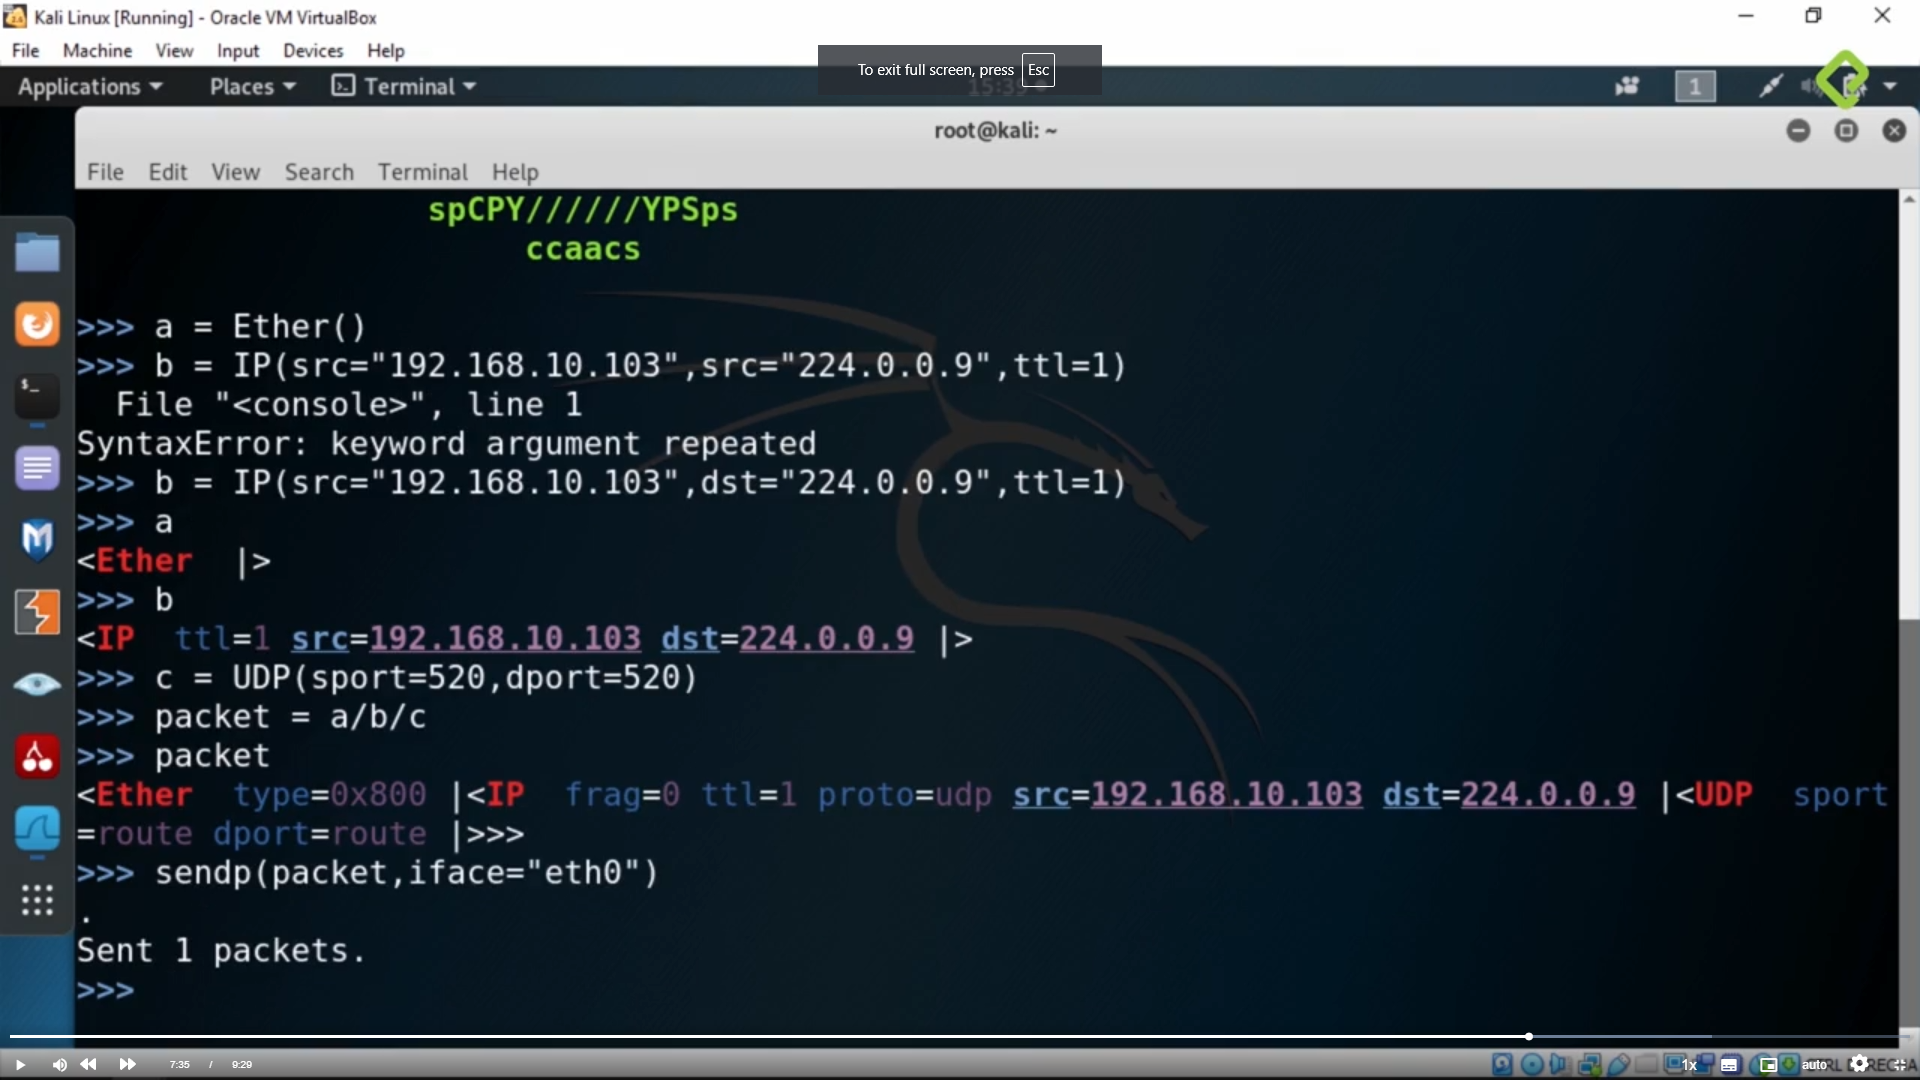 Kali Linux [Running] - Oracle VM VirtualBox
File Machine View Input Devices Help
To exit full screen, press Esc
Applications Places Terminal 15:39 1
root@kali: ~
File Edit View Search Terminal Help
spCPY//////YPSps
ccaacs
>>> a = Ether()
>>> b = IP(src="192.168.10.103",src="224.0.0.9",ttl=1)
File "<console>", line 1
SyntaxError: keyword argument repeated
>>> b = IP(src="192.168.10.103",dst="224.0.0.9",ttl=1)
>>> a
<Ether |>
>>> b
<IP ttl=1 src=192.168.10.103 dst=224.0.0.9 |>
>>> c = UDP(sport=520,dport=520)
>>> packet = a/b/c
>>> packet
<Ether type=0x800 |<IP frag=0 ttl=1 proto=udp src=192.168.10.103 dst=224.0.0.9 |<UDP sport
=route dport=route |>>>
>>> sendp(packet,iface="eth0")
.
Sent 1 packets.
>>>
7:35 / 9:29 1x auto